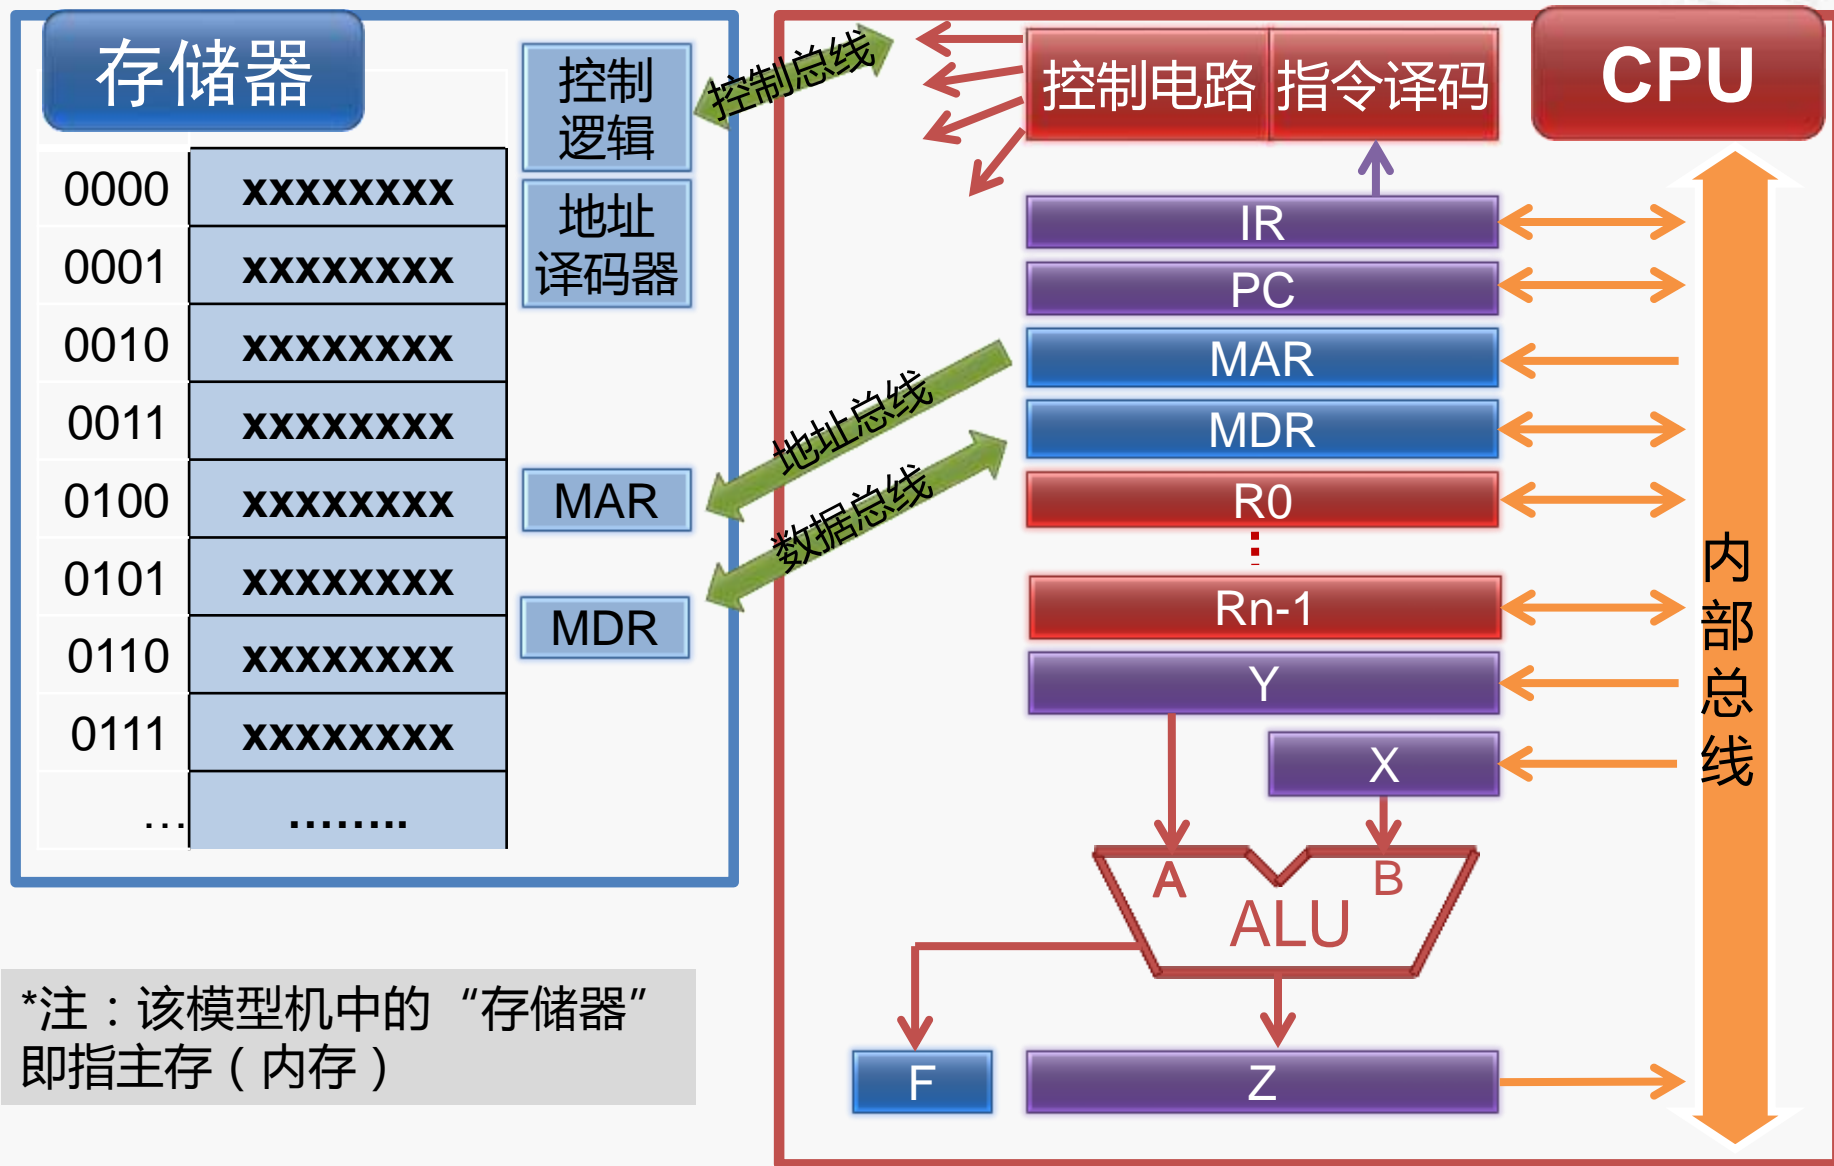 存储器
0000 xxxxxxxx
0001 xxxxxxxx
0010 xxxxxxxx
0011 xxxxxxxx
0100 xxxxxxxx
0101 xxxxxxxx
0110 xxxxxxxx
0111 xxxxxxxx
… ……..
控制
逻辑
地址
译码器
MAR
MDR
控制总线
地址总线
数据总线
CPU
控制电路
指令译码
IR
PC
MAR
MDR
R0
Rn-1
Y
X
A
B
ALU
F
Z
内
部
总
线
*注：该模型机中的“存储器”
即指主存（内存）